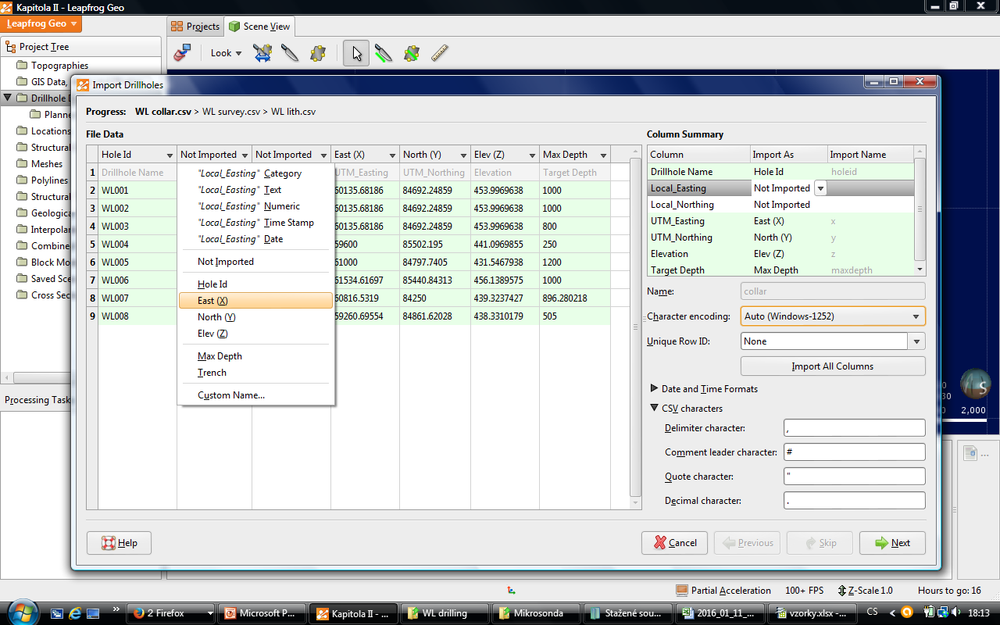 Kapitola II - Leapfrog Geo
Leapfrog Geo
Projects
Scene View
Project Tree
Look
Topographies
GIS Data,
Drillhole
Planne
Locations
Structural
Meshes
Polylines
Structural
Geologica
Interpolan
Combine
Block Mo
Saved Sce
Cross Sec
Processing Task
Import Drillholes
Progress: WL collar.csv > WL survey.csv > WL lith.csv
File Data
Hole Id Not Imported Not Imported East (X) North (Y) Elev (Z) Max Depth
1 Drillhole Name UTM_Easting UTM_Northing Elevation Target Depth
2 WL001 60135.68186 84692.24859 453.9969638 1000
3 WL002 60135.68186 84692.24859 453.9969638 1000
4 WL003 60135.68186 84692.24859 453.9969638 800
5 WL004 59600 85502.195 441.0969855 250
6 WL005 61000 84797.7405 431.5467938 1200
7 WL006 61534.61697 85440.84313 456.1389575 1000
8 WL007 60816.5319 84250 439.3237427 896.280218
9 WL008 59260.69554 84861.62028 438.3310179 505
"Local_Easting" Category
"Local_Easting" Text
"Local_Easting" Numeric
"Local_Easting" Time Stamp
"Local_Easting" Date
Not Imported
Hole Id
East (X)
North (Y)
Elev (Z)
Max Depth
Trench
Custom Name...
Column Summary
Column Import As Import Name
Drillhole Name Hole Id holeid
Local_Easting Not Imported
Local_Northing Not Imported
UTM_Easting East (X) x
UTM_Northing North (Y) y
Elevation Elev (Z) z
Target Depth Max Depth maxdepth
Name: collar
Character encoding: Auto (Windows-1252)
Unique Row ID: None
Import All Columns
Date and Time Formats
CSV characters
Delimiter character: ,
Comment leader character: #
Quote character: "
Decimal character: .
Help
Cancel
Previous
Skip
Next
0
30
0 2,000
...
Partial Acceleration 100+ FPS Z-Scale 1.0 Hours to go: 16
»
2 Firefox
Microsoft P...
Kapitola II - ...
WL drilling
Mikrosonda
Stažené sou...
2016_01_11_...
vzorky.xlsx -...
CS
18:13